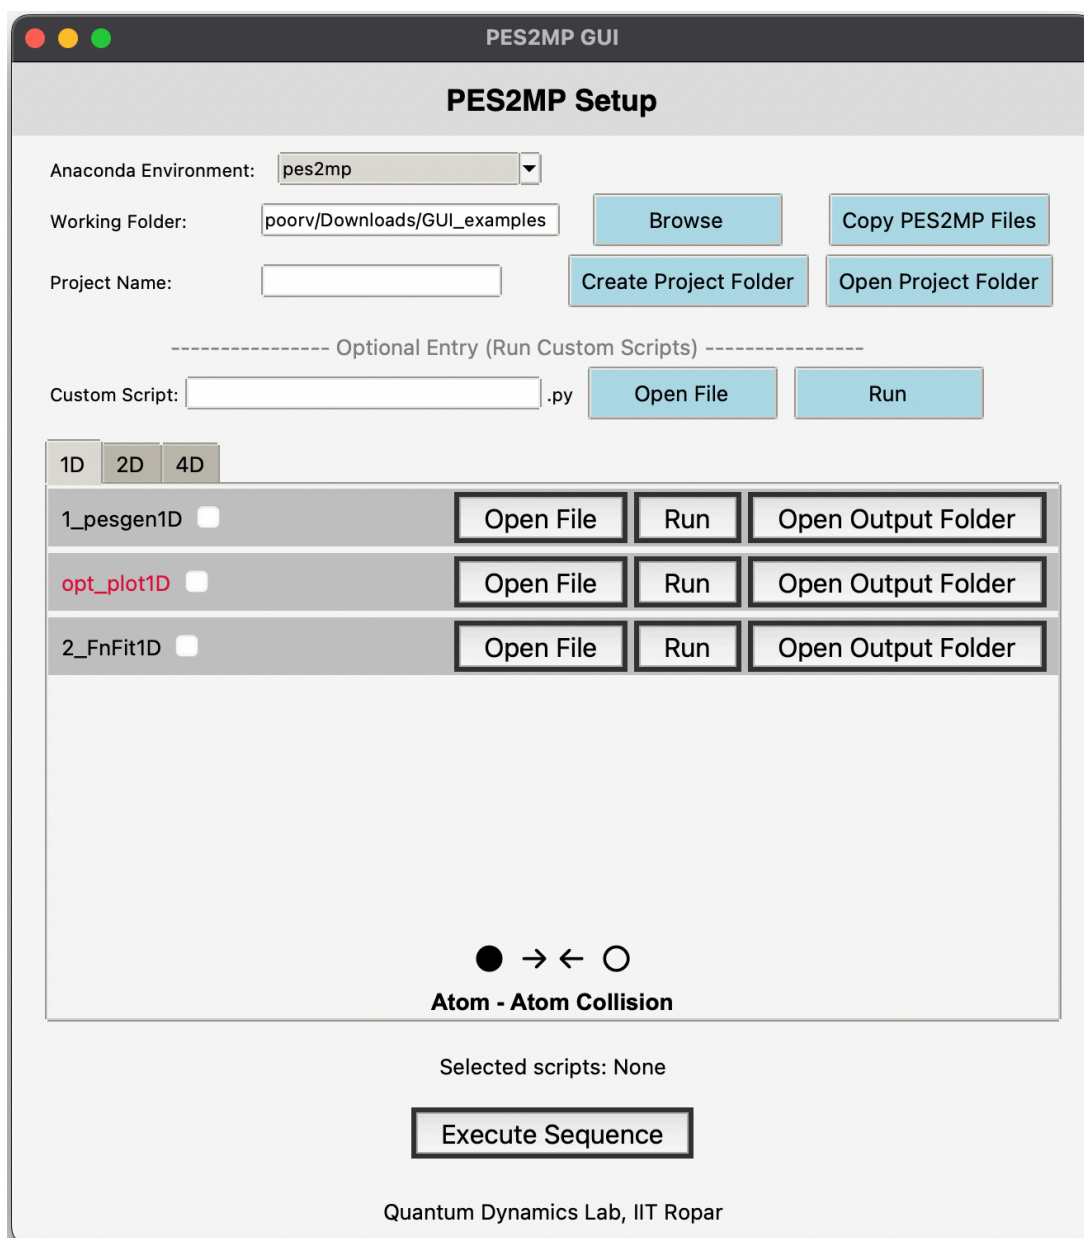 PES2MP GUI
PES2MP Setup
Anaconda Environment: pes2mp
Working Folder: poorv/Downloads/GUI_examples Browse Copy PES2MP Files
Project Name: Create Project Folder Open Project Folder
---------------- Optional Entry (Run Custom Scripts) ----------------
Custom Script: .py Open File Run
1D 2D 4D
1_pesgen1D Open File Run Open Output Folder
opt_plot1D Open File Run Open Output Folder
2_FnFit1D Open File Run Open Output Folder
Atom - Atom Collision
Selected scripts: None
Execute Sequence
Quantum Dynamics Lab, IIT Ropar